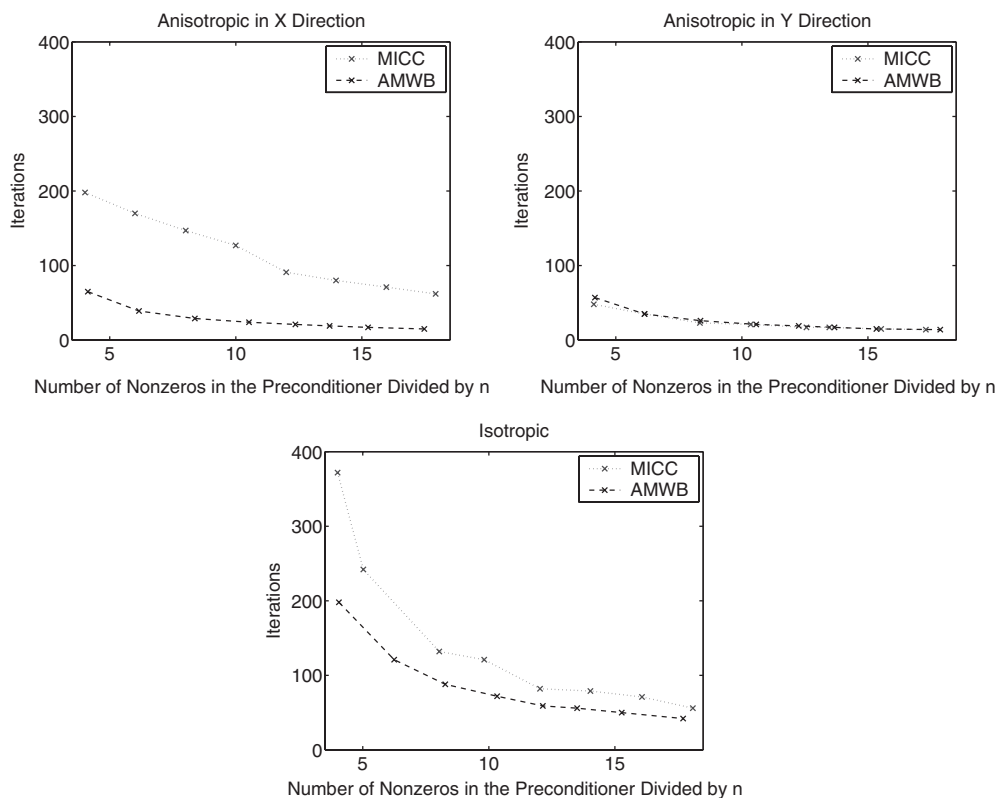 Anisotropic in X Direction
400
300
200
100
0
Iterations
5
10
15
Number of Nonzeros in the Preconditioner Divided by n
MICC
AMWB
Anisotropic in Y Direction
400
300
200
100
0
Iterations
5
10
15
Number of Nonzeros in the Preconditioner Divided by n
MICC
AMWB
Isotropic
400
300
200
100
0
Iterations
5
10
15
Number of Nonzeros in the Preconditioner Divided by n
MICC
AMWB